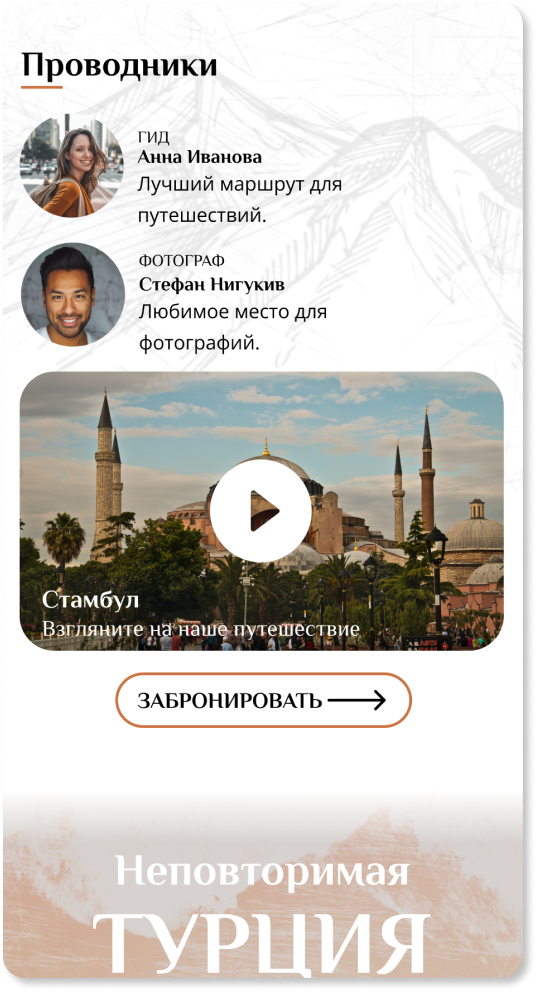 Проводники
ГИД
Анна Иванова
Лучший маршрут для
путешествий.
ФОТОГРАФ
Стефан Нигукив
Любимое место для
фотографий.
Стамбул
Взгляните на наше путешествие
ЗАБРОНИРОВАТЬ
Неповторимая
ТУРЦИЯ